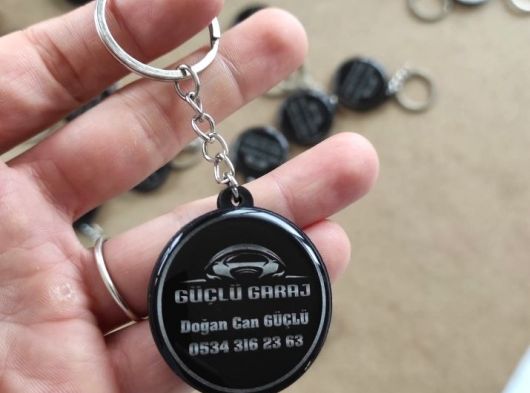 GÜÇLÜ GARAJ
Doğan Can GÜÇLÜ
0534 316 23 63